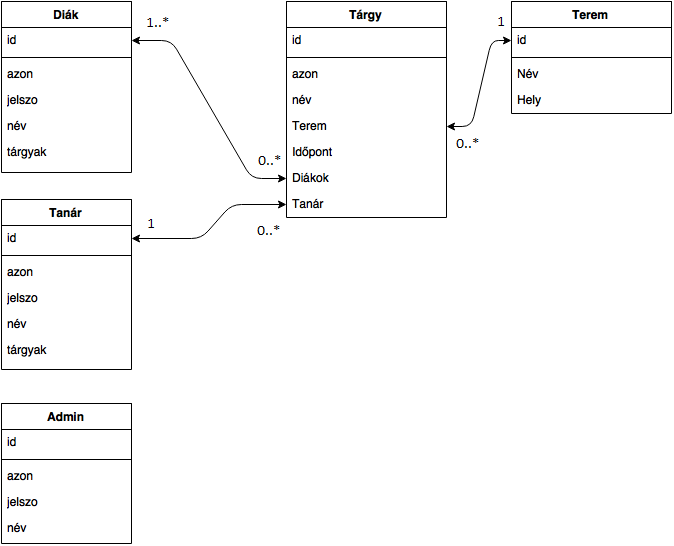 Diák
id
azon
jelszo
név
tárgyak
1..*
0..*
Tárgy
id
azon
név
Terem
Időpont
Diákok
Tanár
1
0..*
Terem
id
Név
Hely
Tanár
id
azon
jelszo
név
tárgyak
1
0..*
Admin
id
azon
jelszo
név